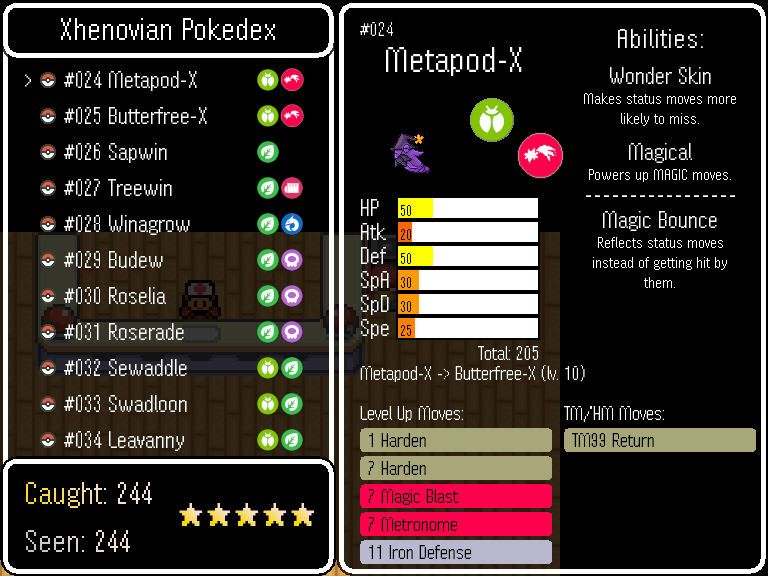 Xhenovian Pokedex
> #024 Metapod-X
#025 Butterfree-X
#026 Sapwin
#027 Treewin
#028 Winagrow
#029 Budew
#030 Roselia
#031 Roserade
#032 Sewaddle
#033 Swadloon
#034 Leavanny
Caught: 244
Seen: 244
#024
Metapod-X
HP 50
Atk 20
Def 50
SpA 30
SpD 30
Spe 25
Total: 205
Metapod-X -> Butterfree-X (lv. 10)
Abilities:
Wonder Skin
Makes status moves more
likely to miss.
Magical
Powers up MAGIC moves.
Magic Bounce
Reflects status moves
instead of getting hit by
them.
Level Up Moves:
1 Harden
7 Harden
7 Magic Blast
7 Metronome
11 Iron Defense
TM/HM Moves:
TM99 Return